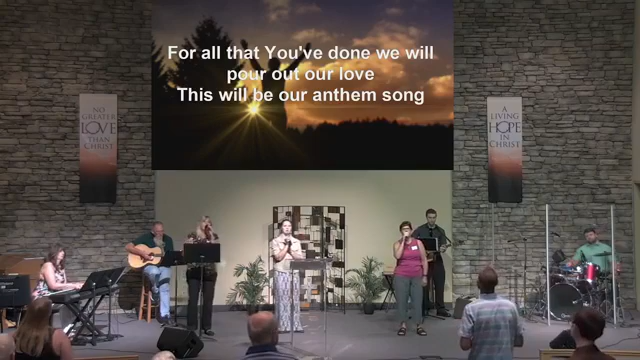 For all that You've done we will
pour out our love
This will be our anthem song
NO
GREATER
LOVE
THAN
CHRIST
A
LIVING
HOPE
IN
CHRIST